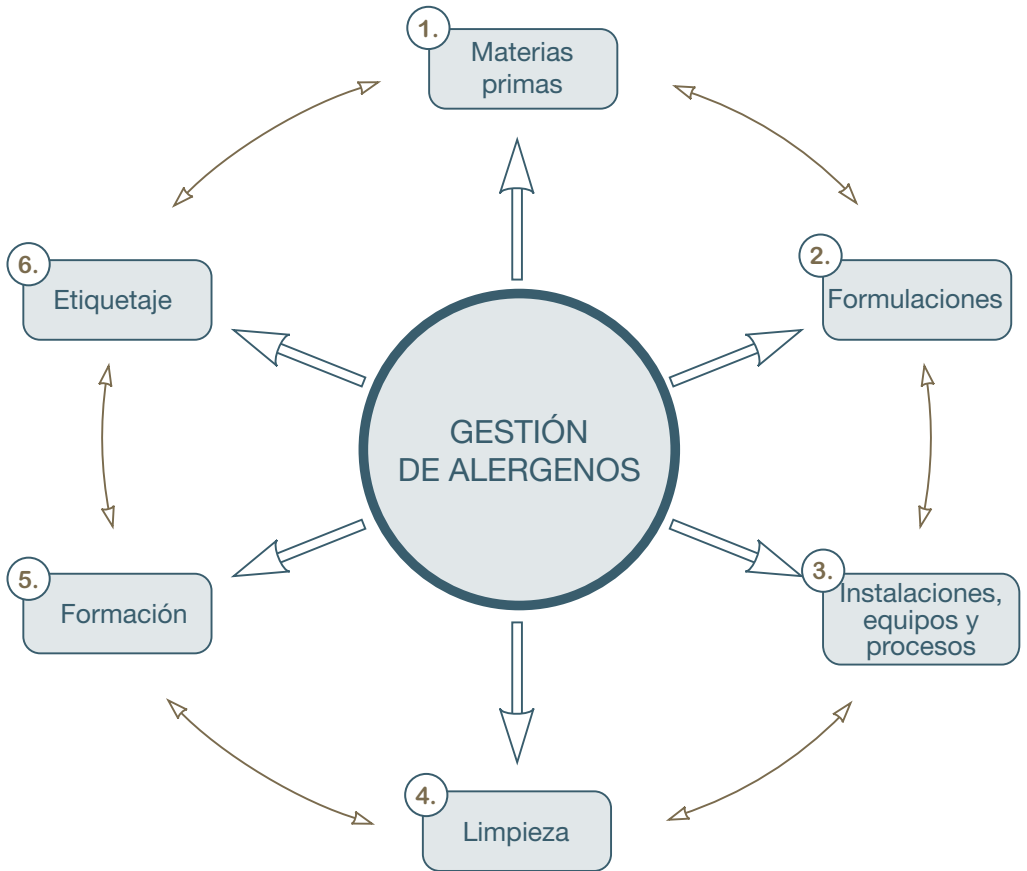 1.
Materias
primas
2.
Formulaciones
3.
Instalaciones,
equipos y
procesos
4.
Limpieza
5.
Formación
6.
Etiquetaje
GESTIÓN
DE ALERGENOS